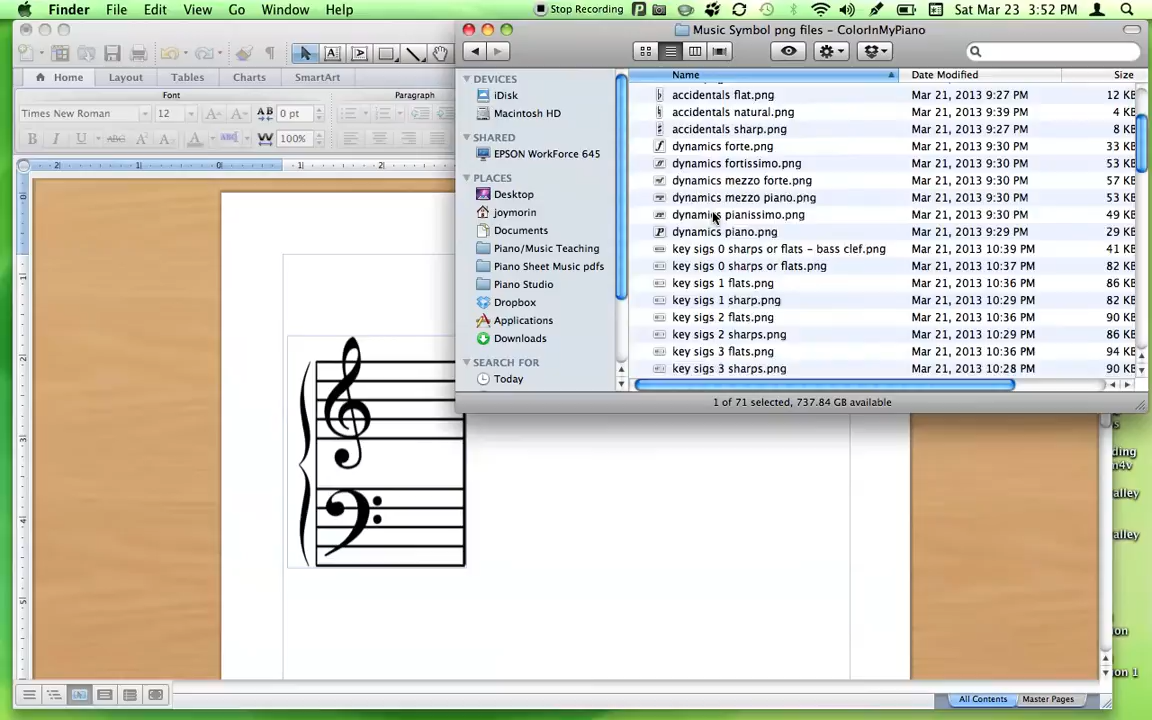 Finder File Edit View Go Window Help Stop Recording Sat Mar 23 3:52 PM
Music Symbol png files - ColorInMyPiano
Home Layout Tables Charts SmartArt
Font Paragraph
Times New Roman 12 0 pt
B I U ABC 100%
DEVICES
iDisk
Macintosh HD
SHARED
EPSON WorkForce 645
PLACES
Desktop
joymorin
Documents
Piano/Music Teaching
Piano Sheet Music pdfs
Piano Studio
Dropbox
Applications
Downloads
SEARCH FOR
Today
Name Date Modified Size
accidentals flat.png Mar 21, 2013 9:27 PM 12 KB
accidentals natural.png Mar 21, 2013 9:39 PM 4 KB
accidentals sharp.png Mar 21, 2013 9:27 PM 8 KB
dynamics forte.png Mar 21, 2013 9:30 PM 33 KB
dynamics fortissimo.png Mar 21, 2013 9:30 PM 53 KB
dynamics mezzo forte.png Mar 21, 2013 9:30 PM 57 KB
dynamics mezzo piano.png Mar 21, 2013 9:30 PM 53 KB
dynamics pianissimo.png Mar 21, 2013 9:30 PM 49 KB
dynamics piano.png Mar 21, 2013 9:29 PM 29 KB
key sigs 0 sharps or flats - bass clef.png Mar 21, 2013 10:39 PM 41 KB
key sigs 0 sharps or flats.png Mar 21, 2013 10:37 PM 82 KB
key sigs 1 flats.png Mar 21, 2013 10:36 PM 86 KB
key sigs 1 sharp.png Mar 21, 2013 10:29 PM 82 KB
key sigs 2 flats.png Mar 21, 2013 10:36 PM 90 KB
key sigs 2 sharps.png Mar 21, 2013 10:29 PM 86 KB
key sigs 3 flats.png Mar 21, 2013 10:36 PM 94 KB
key sigs 3 sharps.png Mar 21, 2013 10:28 PM 90 KB
1 of 71 selected, 737.84 GB available
ding
m4v
alley
alley
ion
on 1
All Contents Master Pages